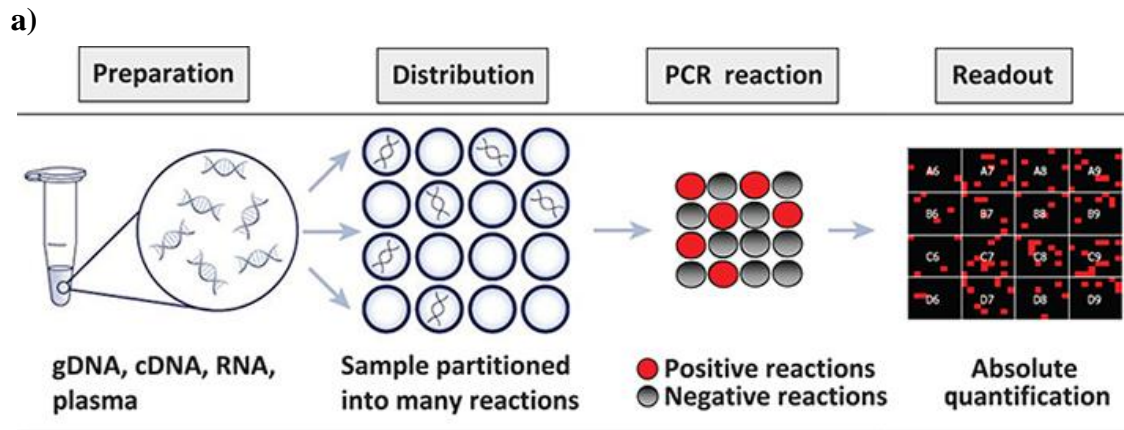 a)
Preparation
Distribution
PCR reaction
Readout
A6 A7 A8 A9
B6 B7 B8 B9
C6 C7 C8 C9
D6 D7 D8 D9
gDNA, cDNA, RNA,
plasma
Sample partitioned
into many reactions
Positive reactions
Negative reactions
Absolute
quantification